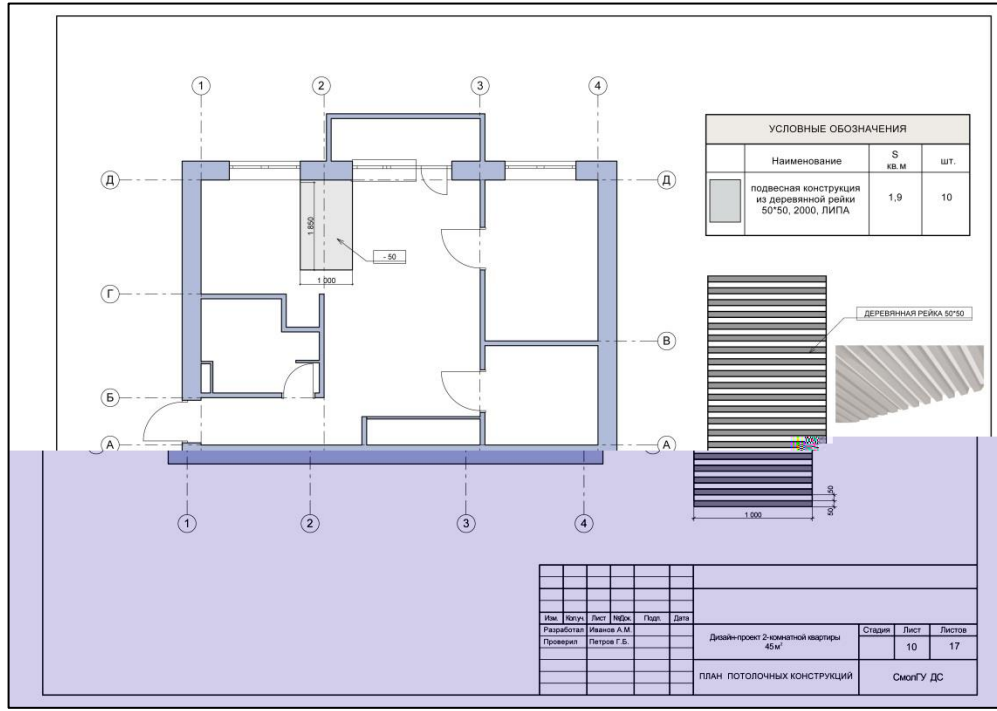 1
2
3
4
УСЛОВНЫЕ ОБОЗНАЧЕНИЯ
Наименование
S
кв. м
шт.
подвесная конструкция
из деревянной рейки
50*50, 2000, ЛИПА
1,9
10
Д
Д
1 850
- 50
1 000
Г
ДЕРЕВЯННАЯ РЕЙКА 50*50
В
Б
А
А
50
50
1 000
1
2
3
4
Изм. Кол.уч. Лист №Док. Подп. Дата
Разработал Иванов А.М.
Проверил Петров Г.Б.
Дизайн-проект 2-комнатной квартиры
45м²
Стадия Лист Листов
10 17
ПЛАН ПОТОЛОЧНЫХ КОНСТРУКЦИЙ
СмолГУ ДС